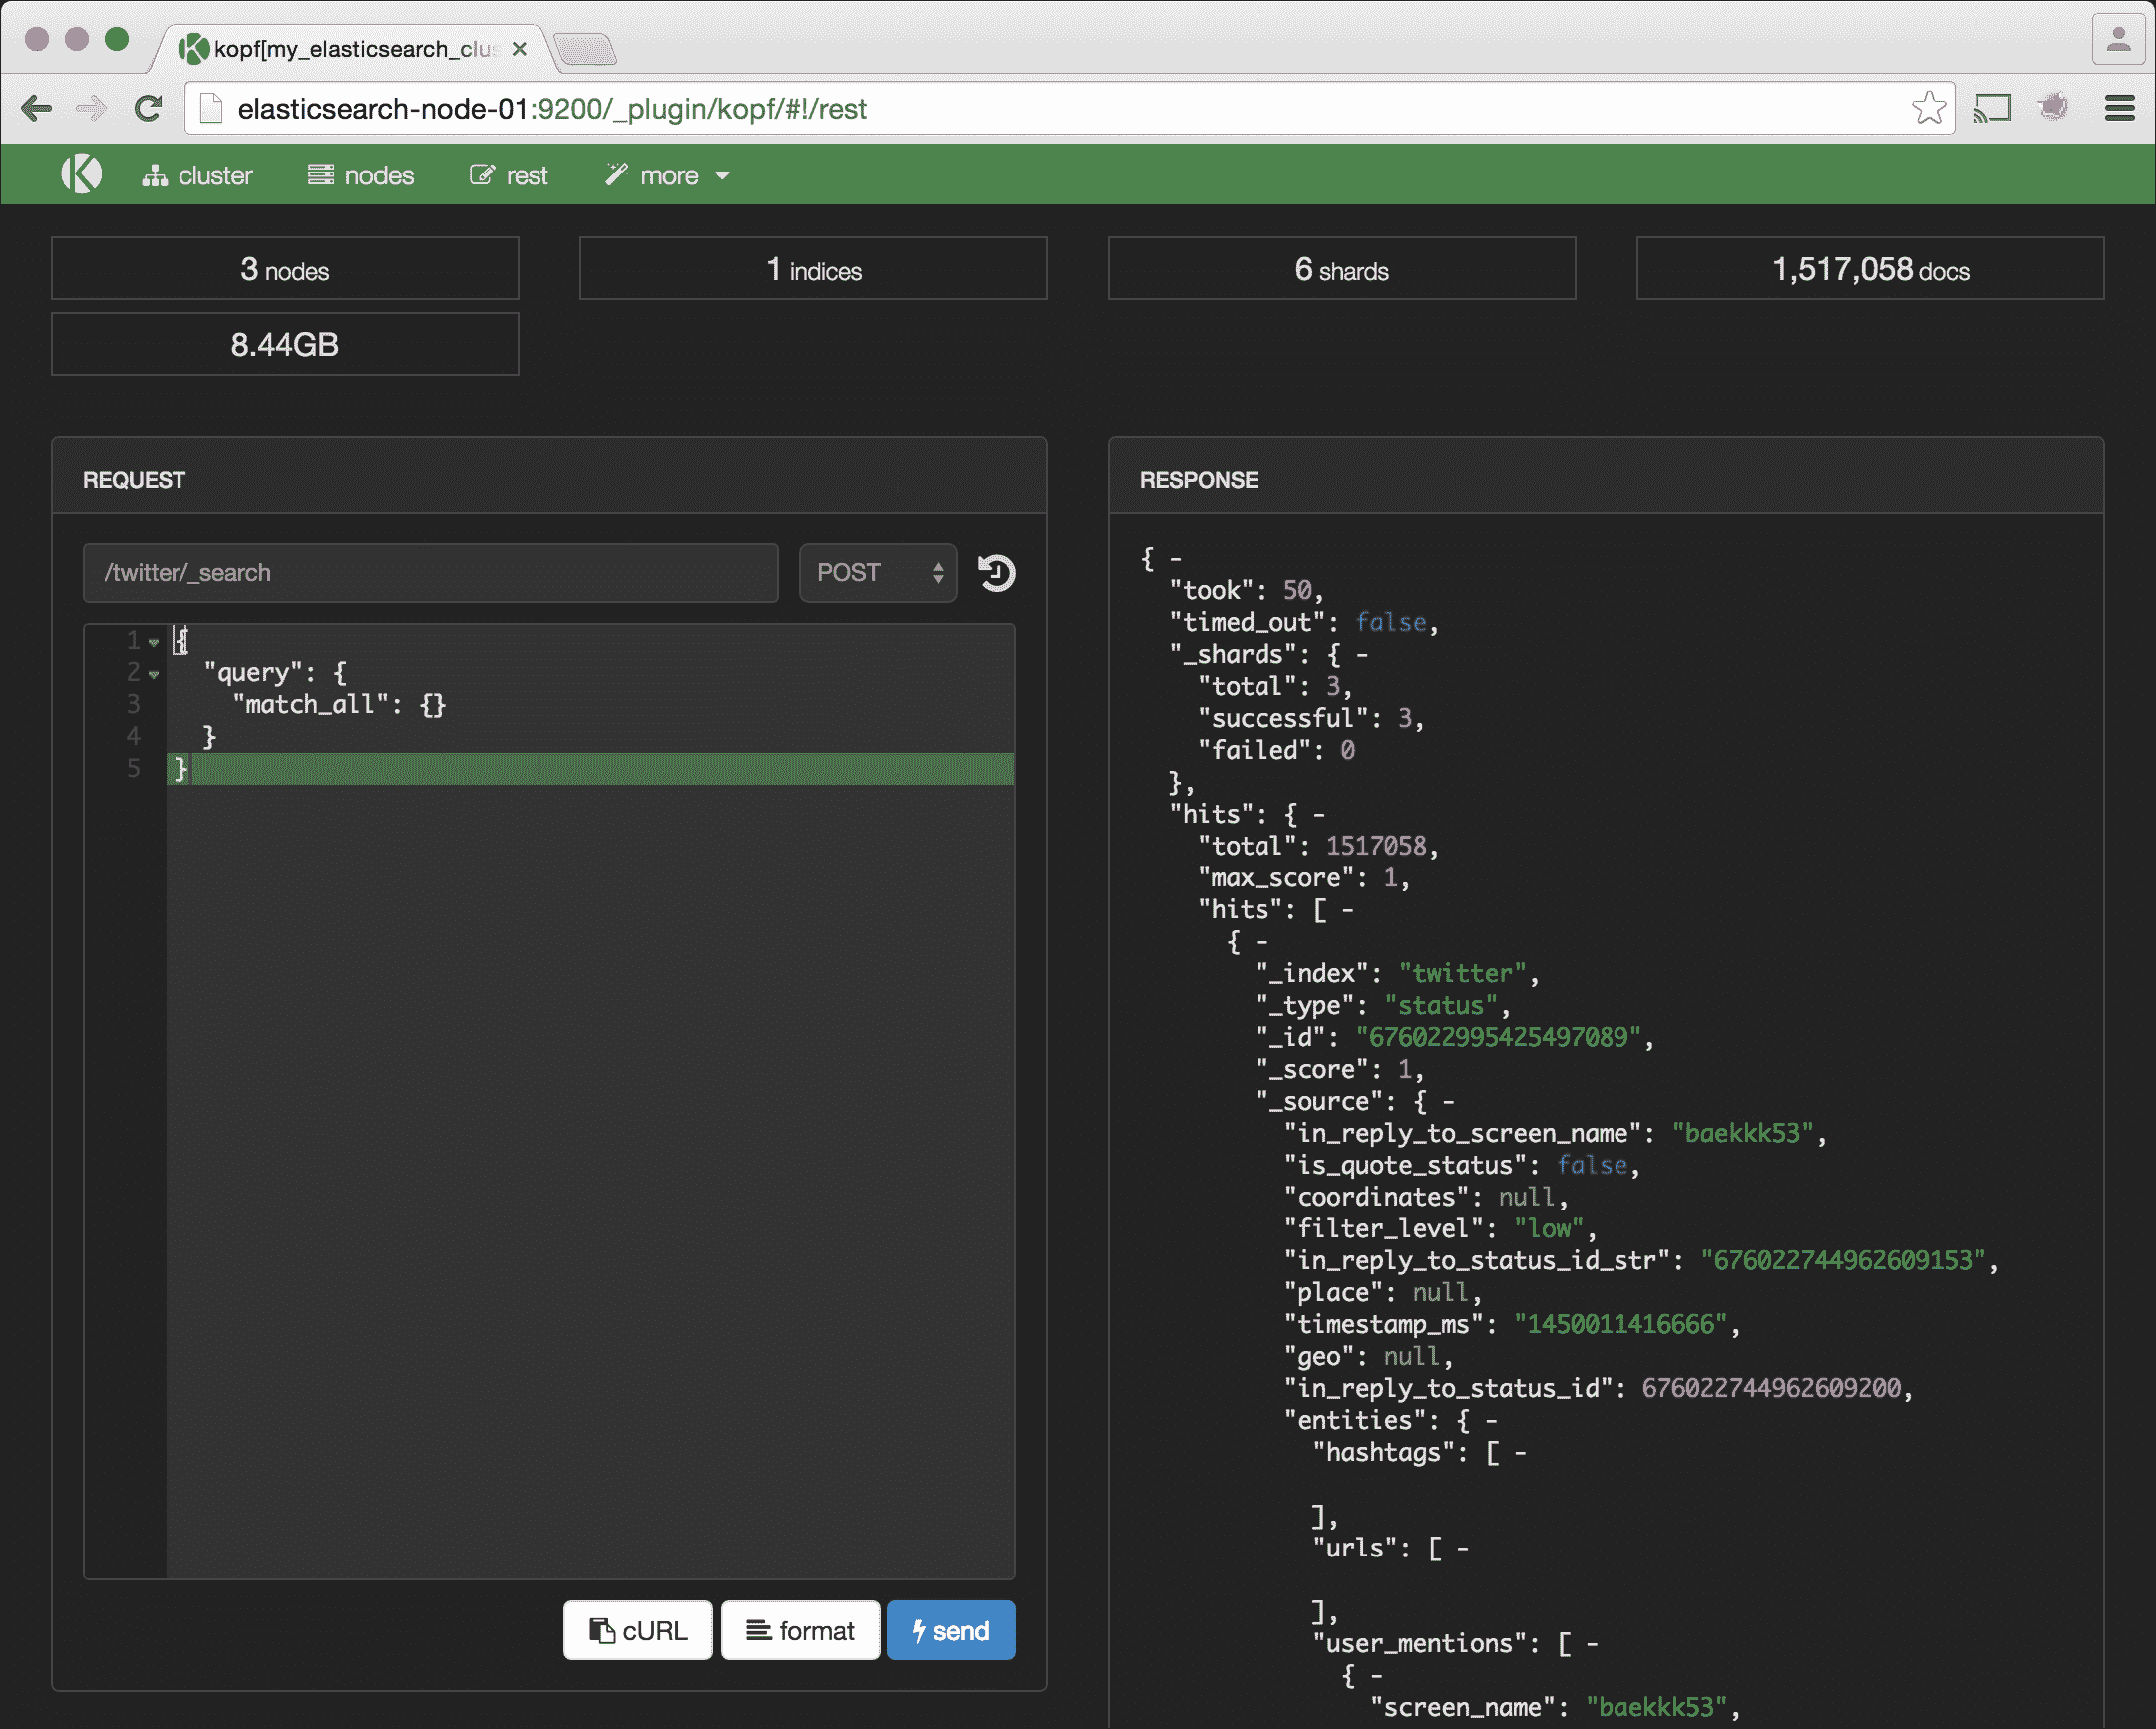 kopf[my_elasticsearch_clus
elasticsearch-node-01:9200/_plugin/kopf/#!/rest
K cluster nodes rest more
3 nodes
1 indices
6 shards
1,517,058 docs
8.44GB
REQUEST
/twitter/_search POST
1 {
2 "query": {
3 "match_all": {}
4 }
5 }
cURL format send
RESPONSE
{ -
"took": 50,
"timed_out": false,
"_shards": { -
"total": 3,
"successful": 3,
"failed": 0
},
"hits": { -
"total": 1517058,
"max_score": 1,
"hits": [ -
{ -
"_index": "twitter",
"_type": "status",
"_id": "676022995425497089",
"_score": 1,
"_source": { -
"in_reply_to_screen_name": "baekkk53",
"is_quote_status": false,
"coordinates": null,
"filter_level": "low",
"in_reply_to_status_id_str": "676022744962609153",
"place": null,
"timestamp_ms": "1450011416666",
"geo": null,
"in_reply_to_status_id": 676022744962609200,
"entities": { -
"hashtags": [ -
],
"urls": [ -
],
"user_mentions": [ -
{ -
"screen_name": "baekkk53",